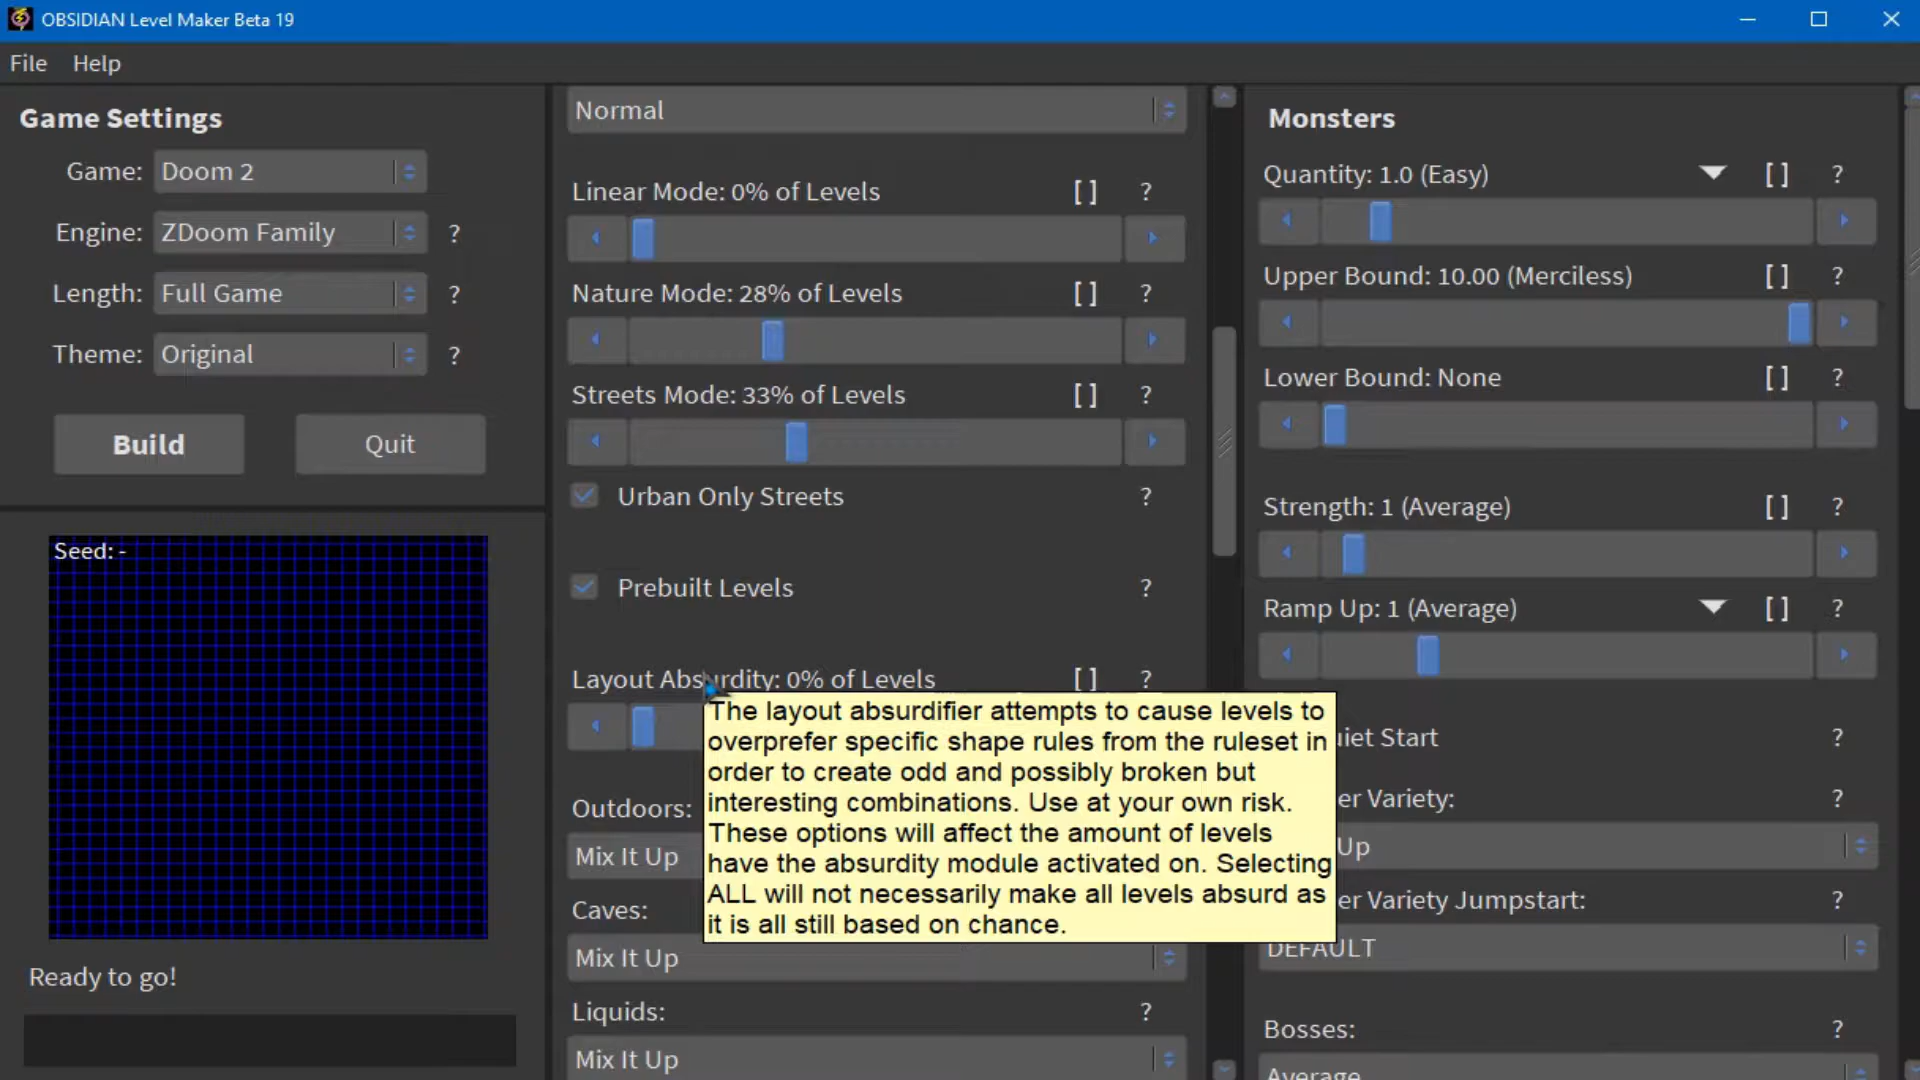 OBSIDIAN Level Maker Beta 19
File Help
Game Settings
Game: Doom 2
Engine: ZDoom Family ?
Length: Full Game ?
Theme: Original ?
Build Quit
Seed: -
Ready to go!
Normal
Linear Mode: 0% of Levels [ ] ?
Nature Mode: 28% of Levels [ ] ?
Streets Mode: 33% of Levels [ ] ?
Urban Only Streets ?
Prebuilt Levels ?
Layout Absurdity: 0% of Levels [ ] ?
The layout absurdifier attempts to cause levels to
overprefer specific shape rules from the ruleset in
order to create odd and possibly broken but
interesting combinations. Use at your own risk.
These options will affect the amount of levels
have the absurdity module activated on. Selecting
ALL will not necessarily make all levels absurd as
it is all still based on chance.
Outdoors:
Mix It Up
Caves:
Mix It Up
Liquids: ?
Mix It Up
Monsters
Quantity: 1.0 (Easy) [ ] ?
Upper Bound: 10.00 (Merciless) [ ] ?
Lower Bound: None [ ] ?
Strength: 1 (Average) [ ] ?
Ramp Up: 1 (Average) [ ] ?
uiet Start ?
er Variety: ?
Up
er Variety Jumpstart: ?
DEFAULT
Bosses: ?
Average